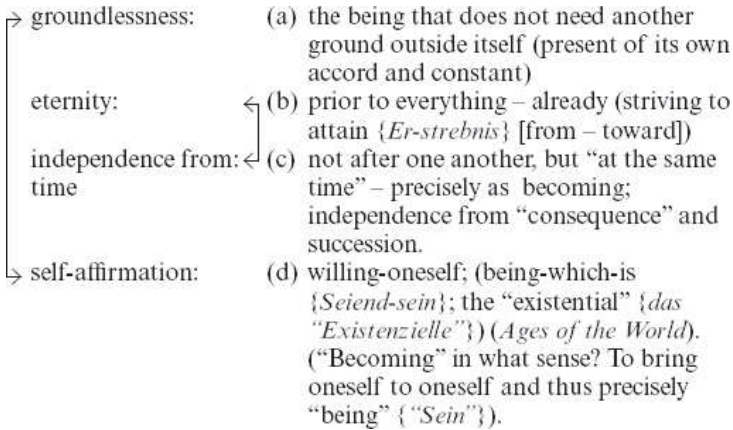 groundlessness: (a) the being that does not need another
ground outside itself (present of its own
accord and constant)
eternity: (b) prior to everything – already (striving to
attain {Er-strebnis} [from – toward])
independence from: (c) not after one another, but “at the same
time time” – precisely as becoming;
independence from “consequence” and
succession.
self-affirmation: (d) willing-oneself; (being-which-is
{Seiend-sein}; the “existential” {das
“Existenzielle”}) (Ages of the World).
(“Becoming” in what sense? To bring
oneself to oneself and thus precisely
“being” {“Sein”}).